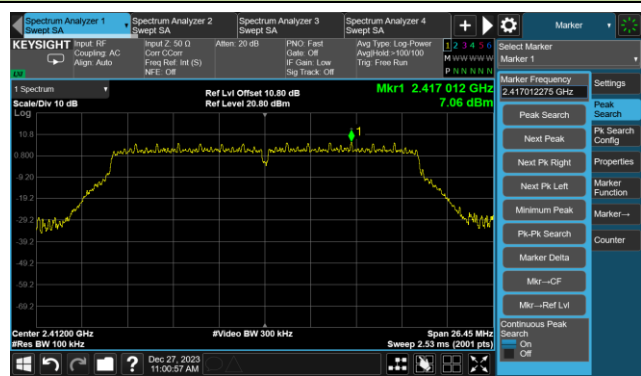 Spectrum Analyzer 1
Swept SA
Spectrum Analyzer 2
Swept SA
Spectrum Analyzer 3
Swept SA
Spectrum Analyzer 4
Swept SA
+
Marker
KEYSIGHT
Input: RF
Coupling: AC
Align: Auto
Input Z: 50 Ω
Corr CCorr
Freq Ref: Int (S)
NFE: Off
Atten: 20 dB
PNO: Fast
Gate: Off
IF Gain: Low
Sig Track: Off
Avg Type: Log-Power
Avg|Hold:>100/100
Trig: Free Run
1 2 3 4 5 6
M W W W W W
P N N N N N
LXI
Select Marker
Marker 1
1 Spectrum
Scale/Div 10 dB
Log
Ref Lvl Offset 10.80 dB
Ref Level 20.80 dBm
Mkr1 2.417 012 GHz
7.06 dBm
1
10.8
0.800
-9.20
-19.2
-29.2
-39.2
-49.2
-59.2
-69.2
Center 2.41200 GHz
#Res BW 100 kHz
#Video BW 300 kHz
Span 26.45 MHz
Sweep 2.53 ms (2001 pts)
Marker Frequency
2.417012275 GHz
Peak Search
Next Peak
Next Pk Right
Next Pk Left
Minimum Peak
Pk-Pk Search
Marker Delta
Mkr→CF
Mkr→Ref Lvl
Continuous Peak
Search
On
Off
Settings
Peak
Search
Pk Search
Config
Properties
Marker
Function
Marker→
Counter
?
Dec 27, 2023
11:00:57 AM